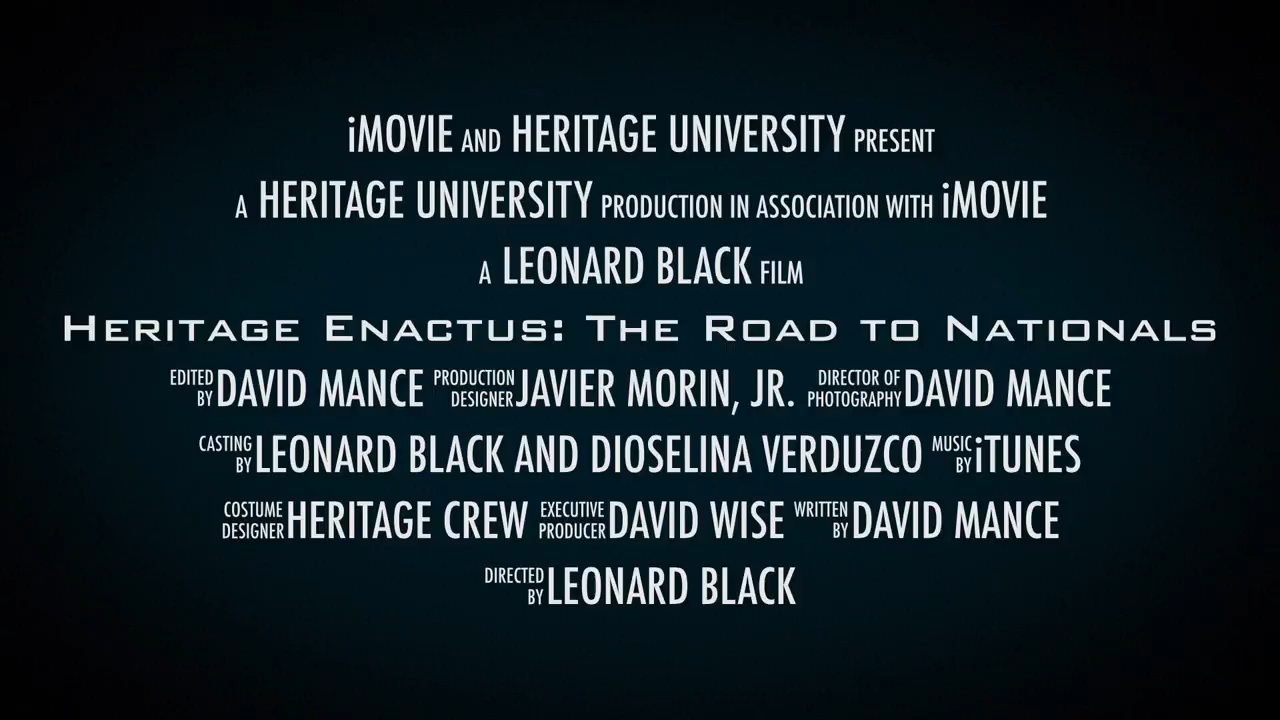 iMOVIE AND HERITAGE UNIVERSITY PRESENT
A HERITAGE UNIVERSITY PRODUCTION IN ASSOCIATION WITH iMOVIE
A LEONARD BLACK FILM
HERITAGE ENACTUS: THE ROAD TO NATIONALS
EDITED BY DAVID MANCE PRODUCTION DESIGNER JAVIER MORIN, JR. DIRECTOR OF PHOTOGRAPHY DAVID MANCE
CASTING BY LEONARD BLACK AND DIOSELINA VERDUZCO MUSIC BY iTUNES
COSTUME DESIGNER HERITAGE CREW EXECUTIVE PRODUCER DAVID WISE WRITTEN BY DAVID MANCE
DIRECTED BY LEONARD BLACK